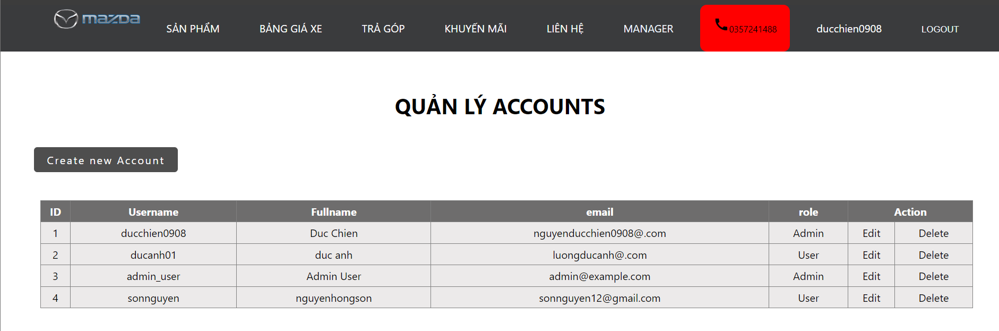 mazda SẢN PHẨM BẢNG GIÁ XE TRẢ GÓP KHUYẾN MÃI LIÊN HỆ MANAGER 0357241488 ducchien0908 LOGOUT
QUẢN LÝ ACCOUNTS
Create new Account
ID Username Fullname email role Action
1 ducchien0908 Duc Chien nguyenducchien0908@.com Admin Edit Delete
2 ducanh01 duc anh luongducanh@.com User Edit Delete
3 admin_user Admin User admin@example.com Admin Edit Delete
4 sonnguyen nguyenhongson sonnguyen12@gmail.com User Edit Delete